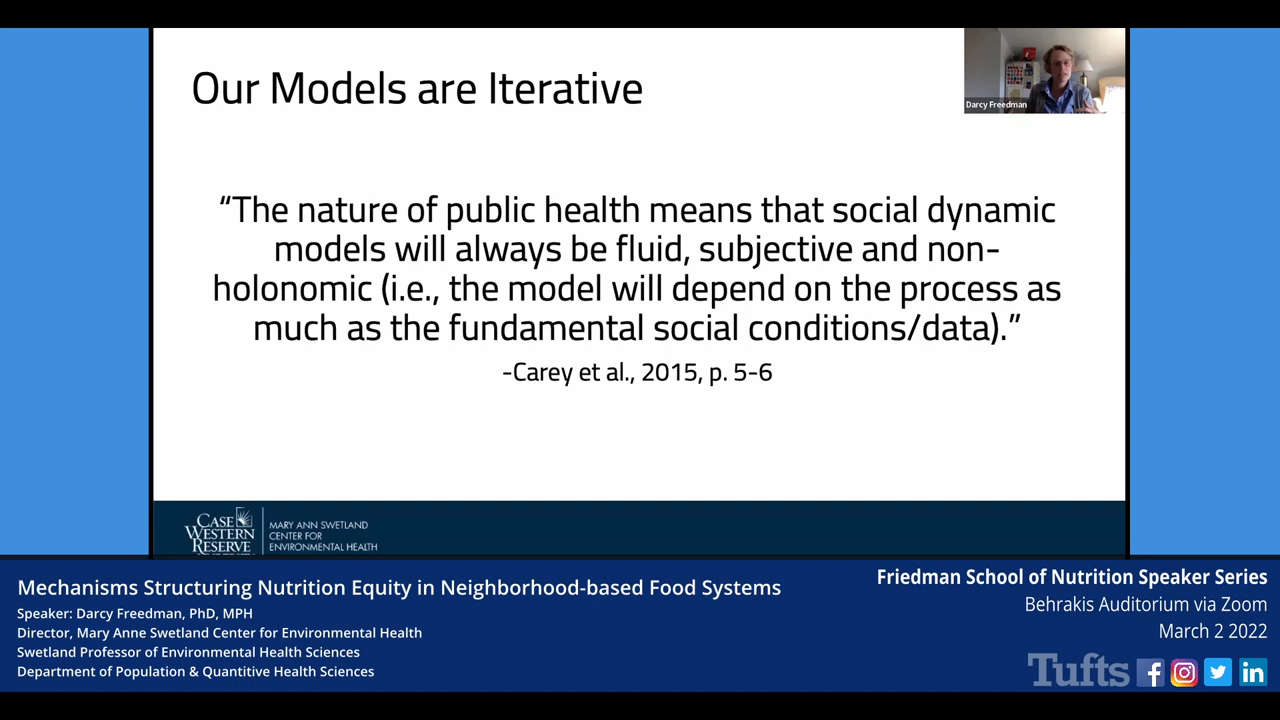 Our Models are Iterative
Darcy Freedman
“The nature of public health means that social dynamic
models will always be fluid, subjective and non-
holonomic (i.e., the model will depend on the process as
much as the fundamental social conditions/data).”
-Carey et al., 2015, p. 5-6
CASE
WESTERN
RESERVE
MARY ANN SWETLAND
CENTER FOR
ENVIRONMENTAL HEALTH
Mechanisms Structuring Nutrition Equity in Neighborhood-based Food Systems
Speaker: Darcy Freedman, PhD, MPH
Director, Mary Anne Swetland Center for Environmental Health
Swetland Professor of Environmental Health Sciences
Department of Population & Quantitative Health Sciences
Friedman School of Nutrition Speaker Series
Behrakis Auditorium via Zoom
March 2 2022
Tufts